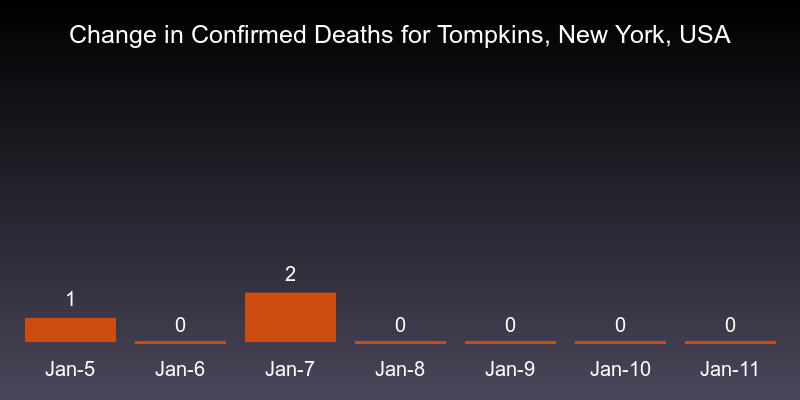 Change in Confirmed Deaths for Tompkins, New York, USA
1 0 2 0 0 0 0
Jan-5 Jan-6 Jan-7 Jan-8 Jan-9 Jan-10 Jan-11